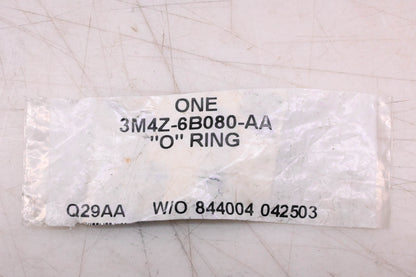 ONE
3M4Z-6B080-AA
"O" RING
Q29AA W/O 844004 042503